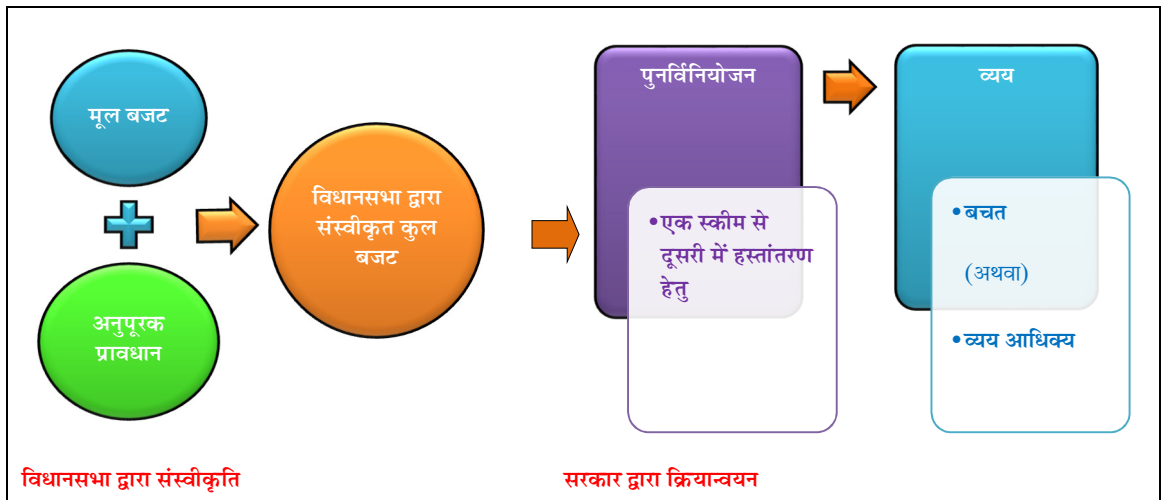 मूल बजट
अनुपूरक
प्रावधान
विधानसभा द्वारा
संस्वीकृत कुल
बजट
पुनर्विनियोजन
•एक स्कीम से
दूसरी में हस्तांतरण
हेतु
व्यय
•बचत
(अथवा)
•व्यय आधिक्य
विधानसभा द्वारा संस्वीकृति
सरकार द्वारा क्रियान्वयन